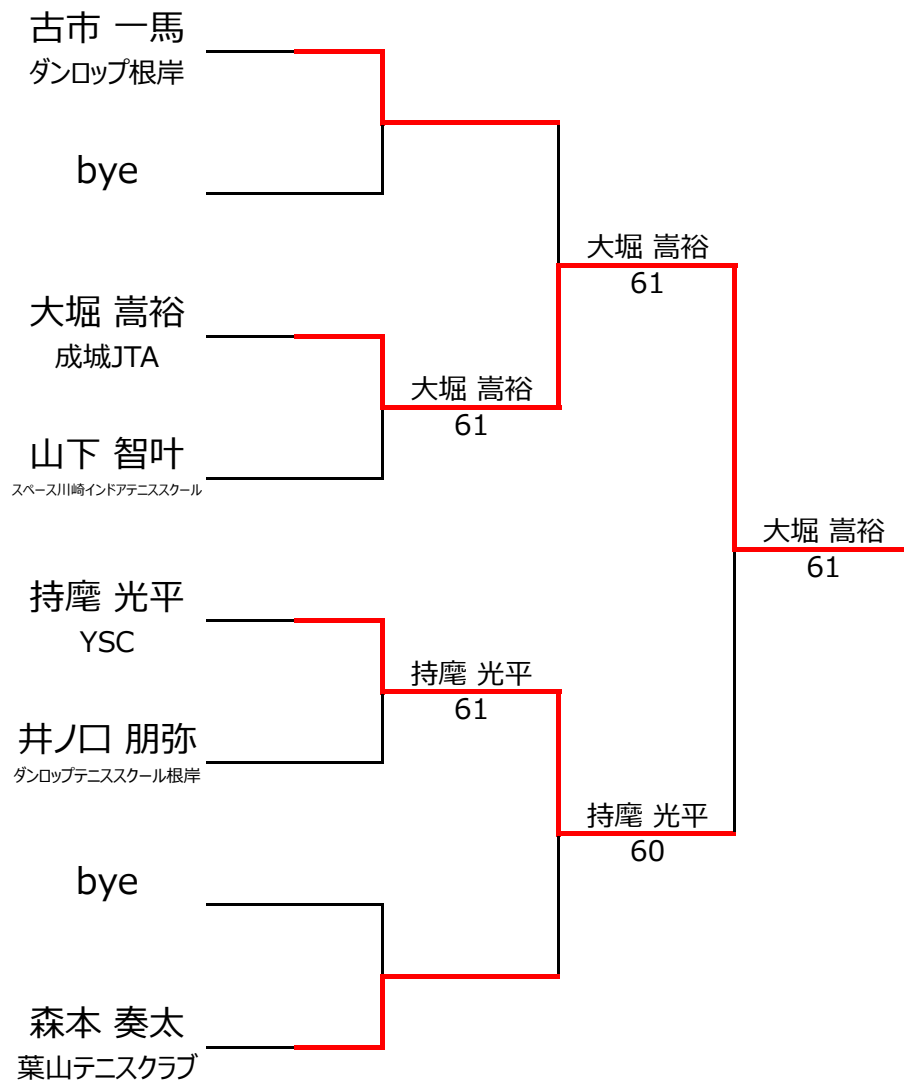 古市 一馬
ダンロップ根岸
bye
大堀 嵩裕
61
大堀 嵩裕
成城JTA
大堀 嵩裕
61
山下 智叶
スペース川崎インドアテニススクール
大堀 嵩裕
61
持麾 光平
YSC
持麾 光平
61
井ノ口 朋弥
ダンロップテニススクール根岸
持麾 光平
60
bye
森本 奏太
葉山テニスクラブ